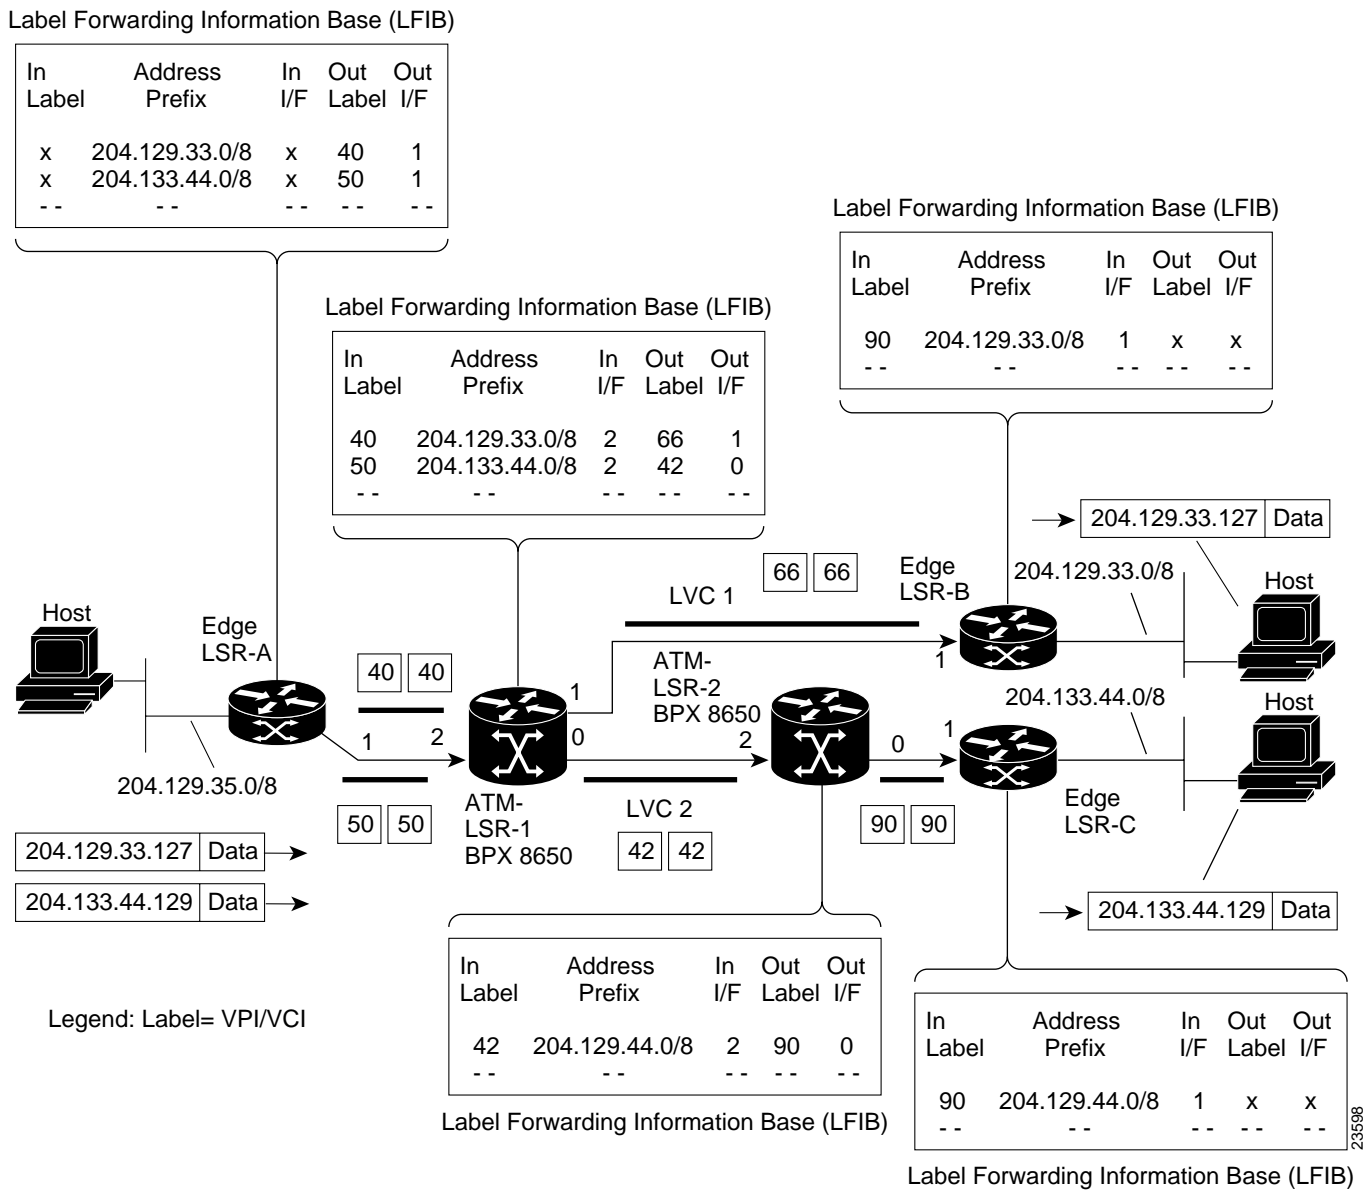 Label Forwarding Information Base (LFIB)
In Address In Out Out
Label Prefix I/F Label I/F
x 204.129.33.0/8 x 40 1
x 204.133.44.0/8 x 50 1
-- -- -- -- --
Label Forwarding Information Base (LFIB)
In Address In Out Out
Label Prefix I/F Label I/F
90 204.129.33.0/8 1 x x
-- -- -- -- --
Label Forwarding Information Base (LFIB)
In Address In Out Out
Label Prefix I/F Label I/F
40 204.129.33.0/8 2 66 1
50 204.133.44.0/8 2 42 0
-- -- -- -- --
204.129.33.127 Data
66 66
Edge
LSR-B
204.129.33.0/8
Host
LVC 1
Host
Edge
LSR-A
40 40
1
ATM-
LSR-2
BPX 8650
1
204.133.44.0/8
Host
1
2
0
2
0
1
204.129.35.0/8
50 50
ATM-
LSR-1
BPX 8650
LVC 2
42 42
90 90
Edge
LSR-C
204.129.33.127 Data
204.133.44.129 Data
204.133.44.129 Data
In Address In Out Out
Label Prefix I/F Label I/F
42 204.129.44.0/8 2 90 0
-- -- -- -- --
Label Forwarding Information Base (LFIB)
Legend: Label= VPI/VCI
In Address In Out Out
Label Prefix I/F Label I/F
90 204.129.44.0/8 1 x x
-- -- -- -- --
Label Forwarding Information Base (LFIB)
23598